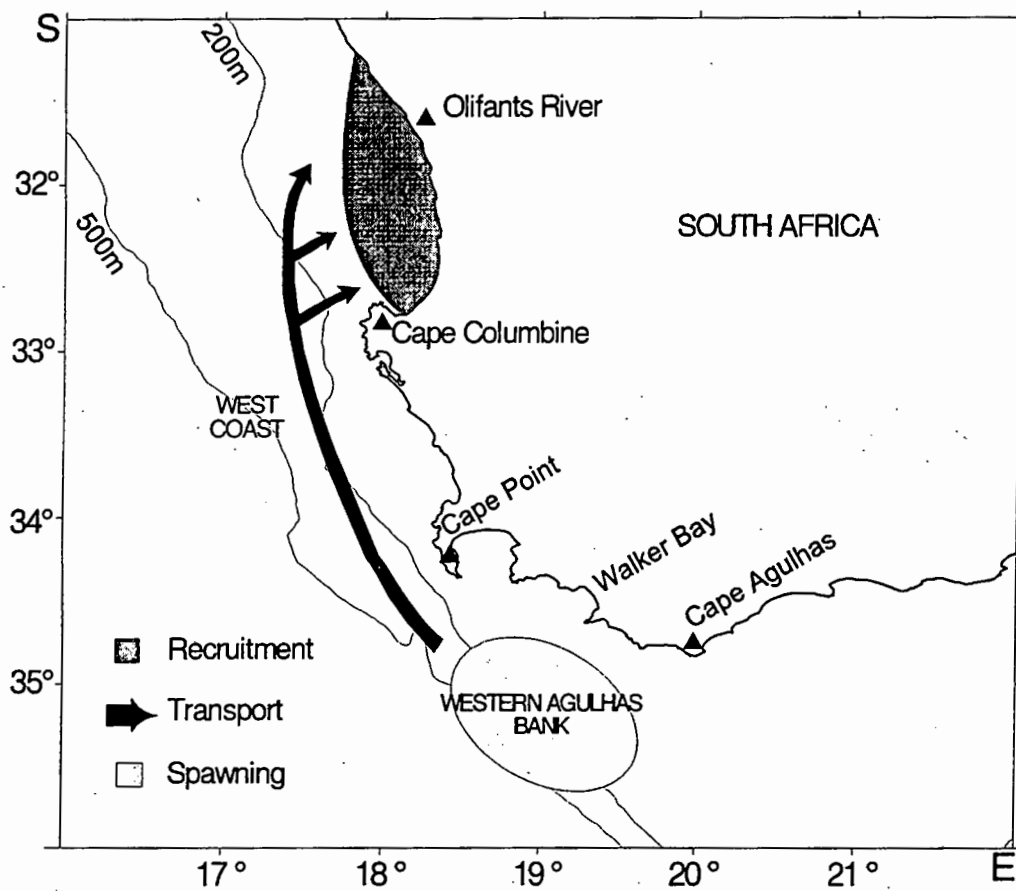 S
200m
Olifants River
32°
500m
SOUTH AFRICA
Cape Columbine
33°
WEST
COAST
Cape Point
34°
Walker Bay
Cape Agulhas
Recruitment
35°
WESTERN AGULHAS
BANK
Transport
Spawning
17°
18°
19°
20°
21°
E